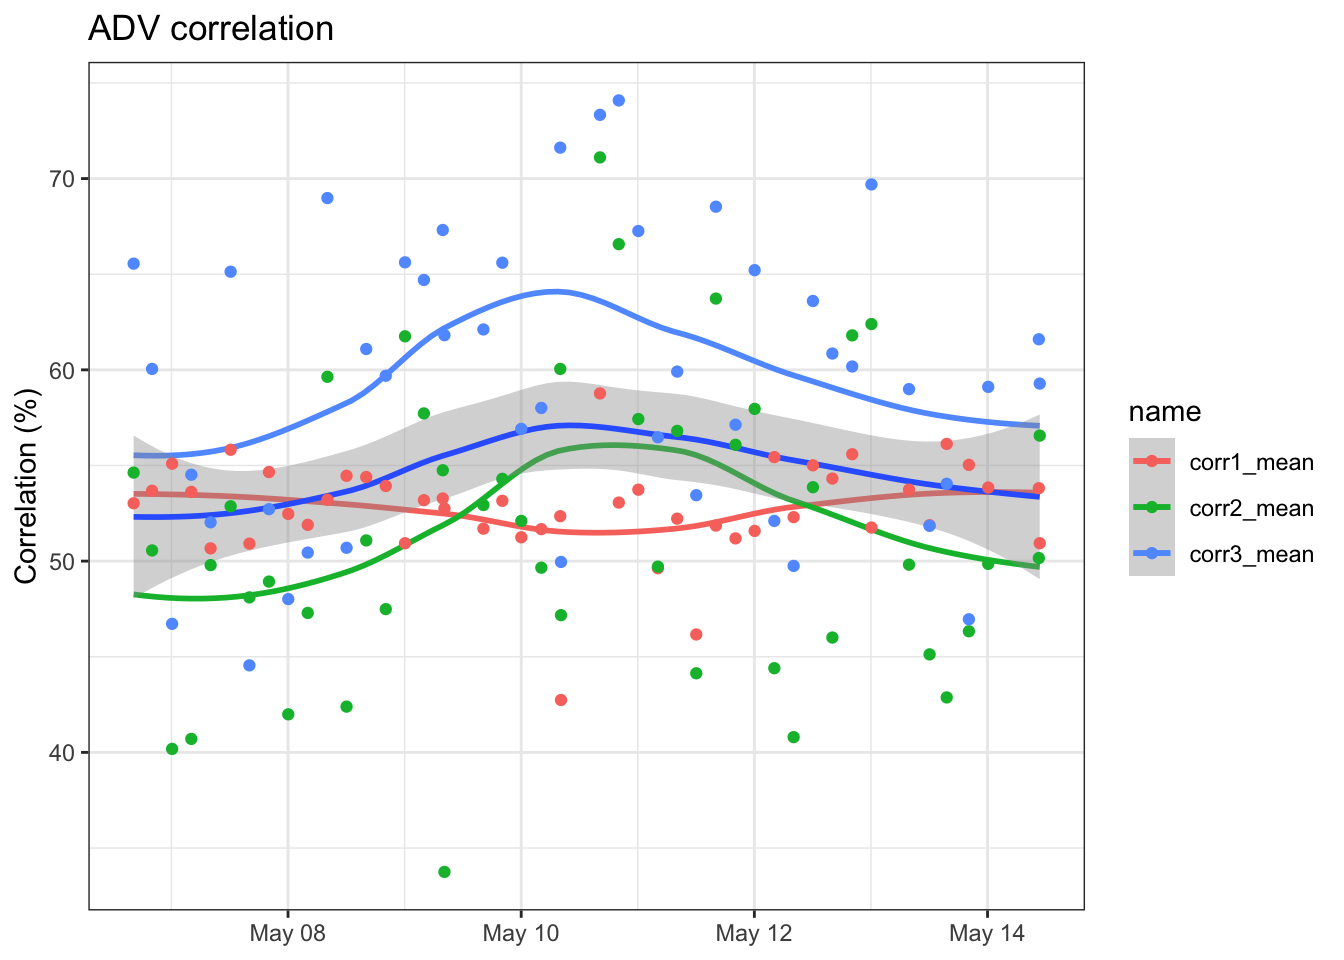 ADV correlation
Correlation (%)
70
60
50
40
May 08
May 10
May 12
May 14
name
corr1_mean
corr2_mean
corr3_mean